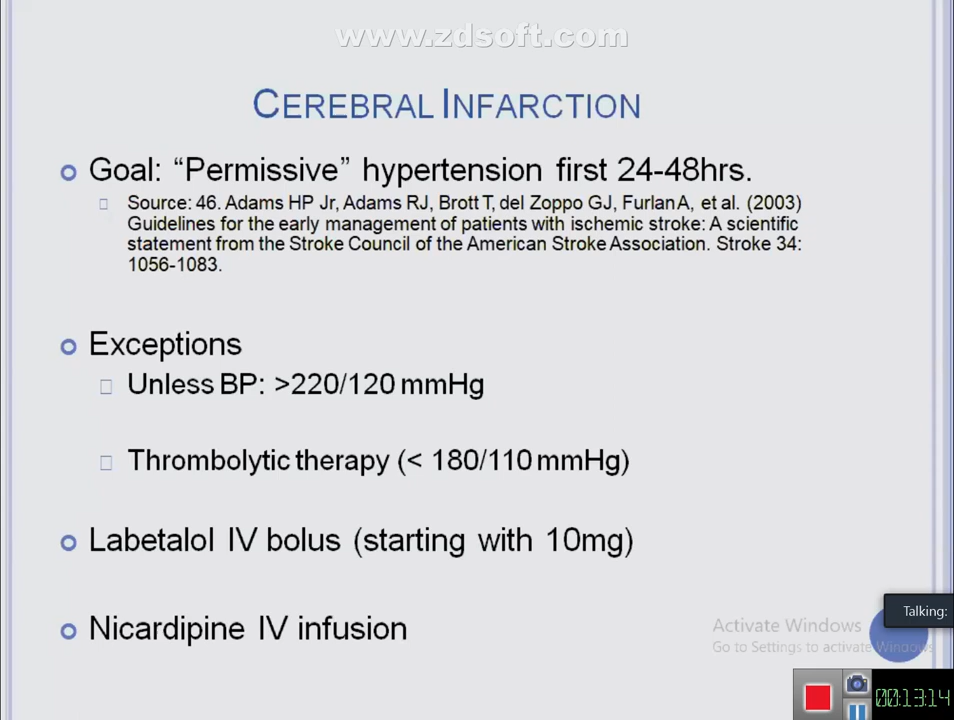 www.zdsoft.com
CEREBRAL INFARCTION
Goal: “Permissive” hypertension first 24-48hrs.
Source: 46. Adams HP Jr, Adams RJ, Brott T, del Zoppo GJ, Furlan A, et al. (2003)
Guidelines for the early management of patients with ischemic stroke: A scientific
statement from the Stroke Council of the American Stroke Association. Stroke 34:
1056-1083.
Exceptions
Unless BP: >220/120 mmHg
Thrombolytic therapy (< 180/110 mmHg)
Labetalol IV bolus (starting with 10mg)
Nicardipine IV infusion
Talking:
Activate Windows
Go to Settings to activate Windows.
00:13:14